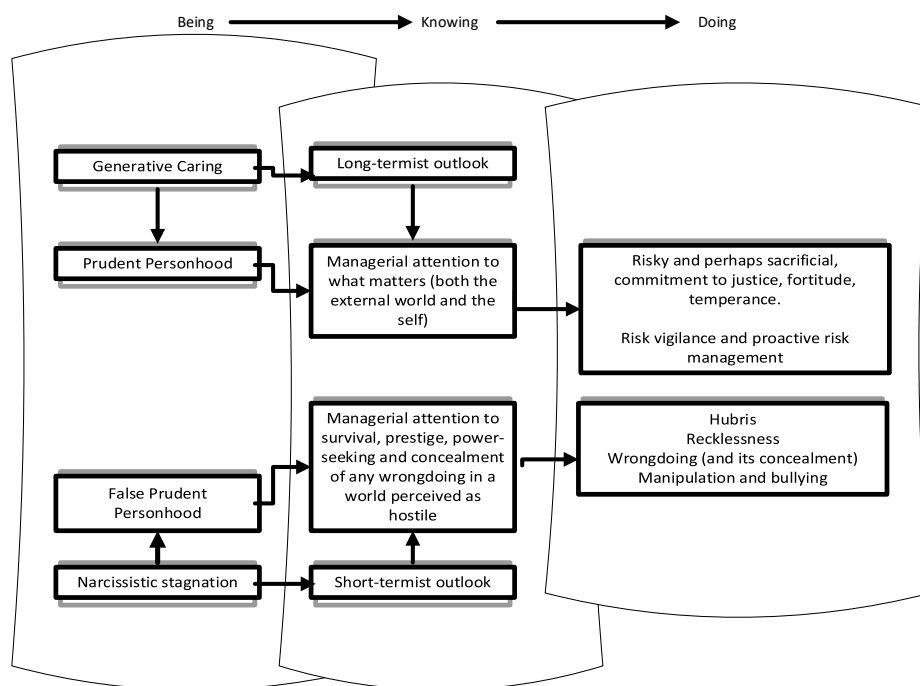 Being
Knowing
Doing
Generative Caring
Long-termist outlook
Prudent Personhood
Managerial attention to
what matters (both the
external world and the
self)
Risky and perhaps sacrificial,
commitment to justice, fortitude,
temperance.
Risk vigilance and proactive risk
management
Managerial attention to
survival, prestige, power-
seeking and concealment
of any wrongdoing in a
world perceived as
hostile
Hubris
Recklessness
Wrongdoing (and its concealment)
Manipulation and bullying
False Prudent
Personhood
Narcissistic stagnation
Short-termist outlook